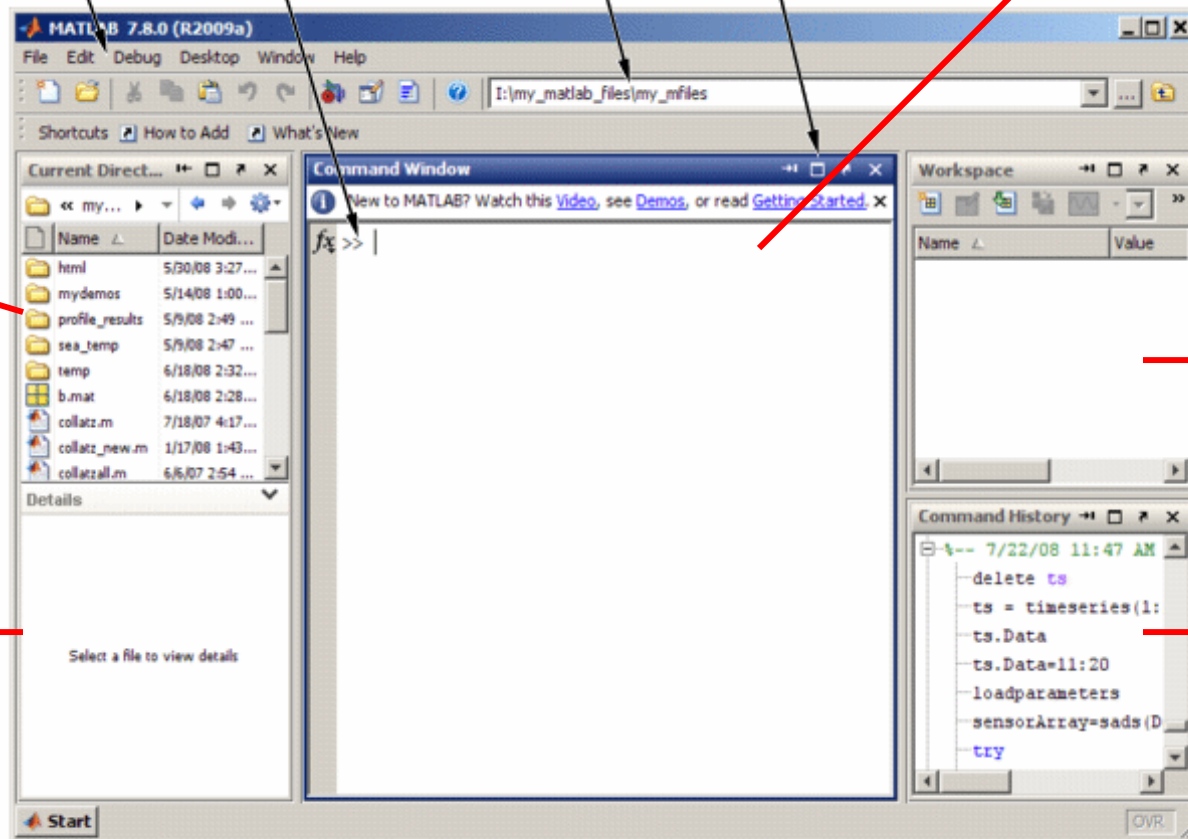 MATLAB 7.8.0 (R2009a)
File Edit Debug Desktop Window Help
I:\my_matlab_files\my_mfiles
...
Shortcuts How to Add What's New
Current Direct...
« my...
Name Date Modi...
html 5/30/08 3:27...
mydemos 5/14/08 1:00...
profile_results 5/9/08 2:49 ...
sea_temp 5/9/08 2:47 ...
temp 6/18/08 2:32...
b.mat 6/18/08 2:28...
collatz.m 7/18/07 4:17...
collatz_new.m 1/17/08 1:43...
collatzall.m 6/6/07 2:54 ...
Details
Select a file to view details
Command Window
New to MATLAB? Watch this Video, see Demos, or read Getting Started.
fx >>
Workspace
»
Name Value
Command History
%-- 7/22/08 11:47 AM
delete ts
ts = timeseries(1:
ts.Data
ts.Data=11:20
loadparameters
sensorArray=sads(D
try
Start
OVR